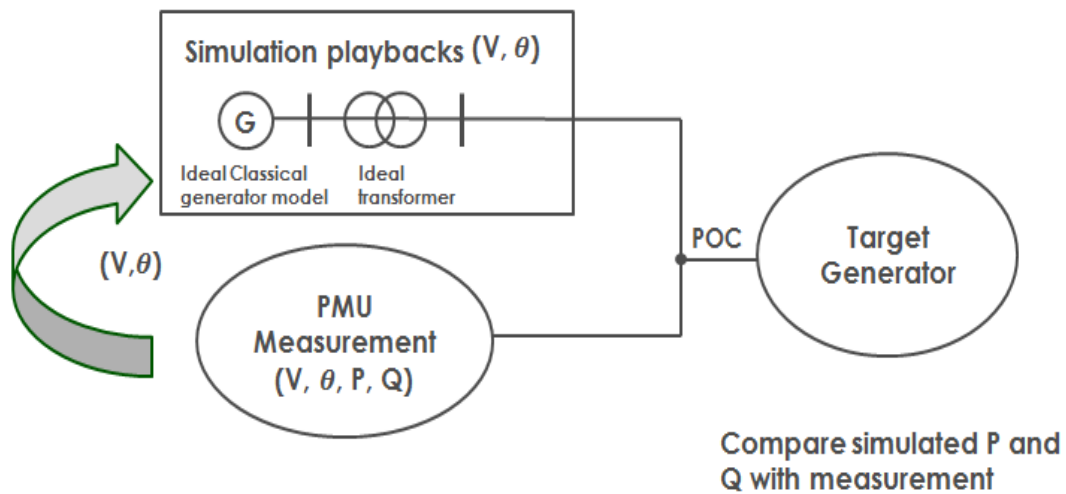 Simulation playbacks (V, θ)
G
Ideal Classical
generator model
Ideal
transformer
(V,θ)
PMU
Measurement
(V, θ, P, Q)
POC
Target
Generator
Compare simulated P and
Q with measurement